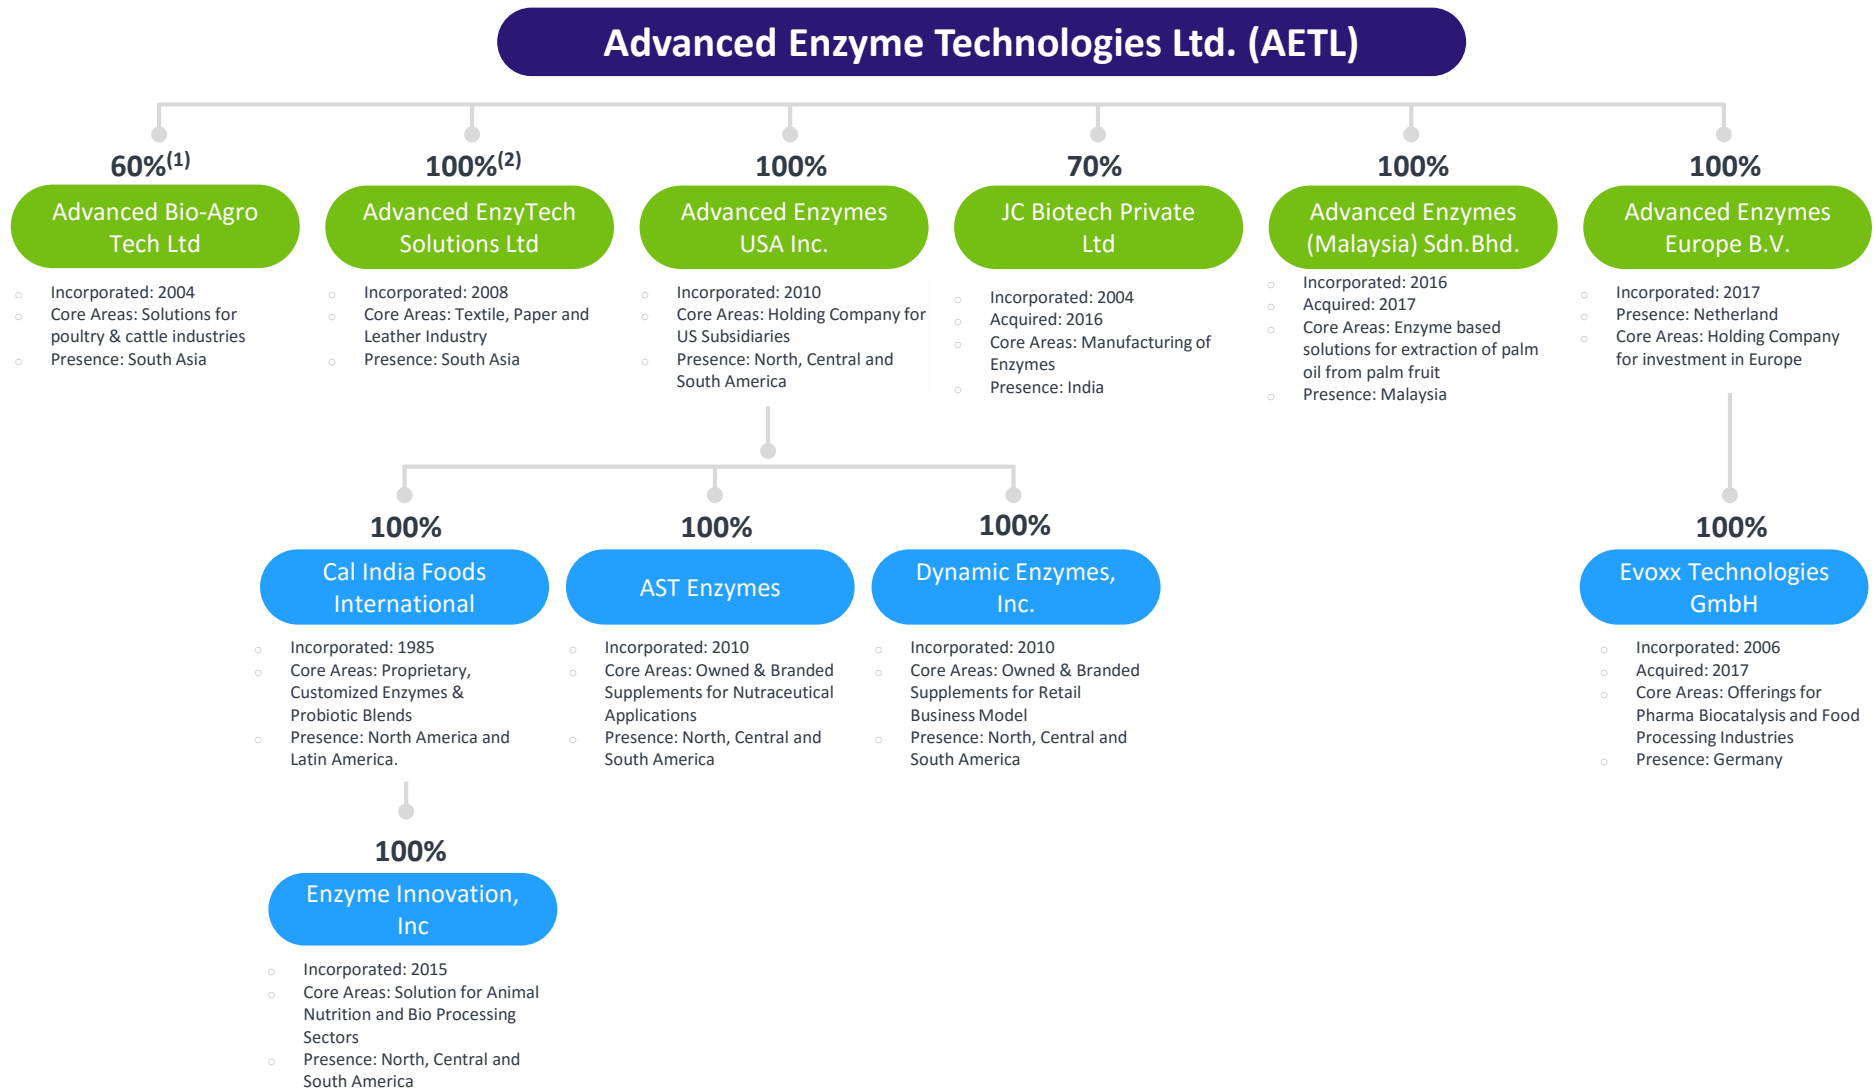 Advanced Enzyme Technologies Ltd. (AETL)
60%(1)
Advanced Bio-Agro
Tech Ltd
Incorporated: 2004
Core Areas: Solutions for
poultry & cattle industries
Presence: South Asia
100%(2)
Advanced EnzyTech
Solutions Ltd
Incorporated: 2008
Core Areas: Textile, Paper and
Leather Industry
Presence: South Asia
100%
Advanced Enzymes
USA Inc.
Incorporated: 2010
Core Areas: Holding Company for
US Subsidiaries
Presence: North, Central and
South America
70%
JC Biotech Private
Ltd
Incorporated: 2004
Acquired: 2016
Core Areas: Manufacturing of
Enzymes
Presence: India
100%
Advanced Enzymes
(Malaysia) Sdn.Bhd.
Incorporated: 2016
Acquired: 2017
Core Areas: Enzyme based
solutions for extraction of palm
oil from palm fruit
Presence: Malaysia
100%
Advanced Enzymes
Europe B.V.
Incorporated: 2017
Presence: Netherland
Core Areas: Holding Company
for investment in Europe
100%
Cal India Foods
International
Incorporated: 1985
Core Areas: Proprietary,
Customized Enzymes &
Probiotic Blends
Presence: North America and
Latin America.
100%
AST Enzymes
Incorporated: 2010
Core Areas: Owned & Branded
Supplements for Nutraceutical
Applications
Presence: North, Central and
South America
100%
Dynamic Enzymes,
Inc.
Incorporated: 2010
Core Areas: Owned & Branded
Supplements for Retail
Business Model
Presence: North, Central and
South America
100%
Evoxx Technologies
GmbH
Incorporated: 2006
Acquired: 2017
Core Areas: Offerings for
Pharma Biocatalysis and Food
Processing Industries
Presence: Germany
100%
Enzyme Innovation,
Inc
Incorporated: 2015
Core Areas: Solution for Animal
Nutrition and Bio Processing
Sectors
Presence: North, Central and
South America